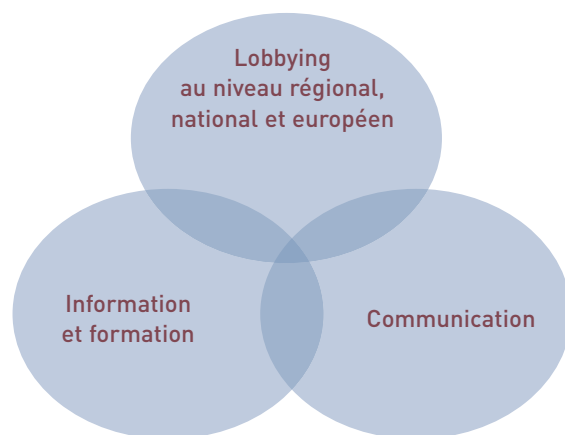 Lobbying
au niveau régional,
national et européen
Information
et formation
Communication